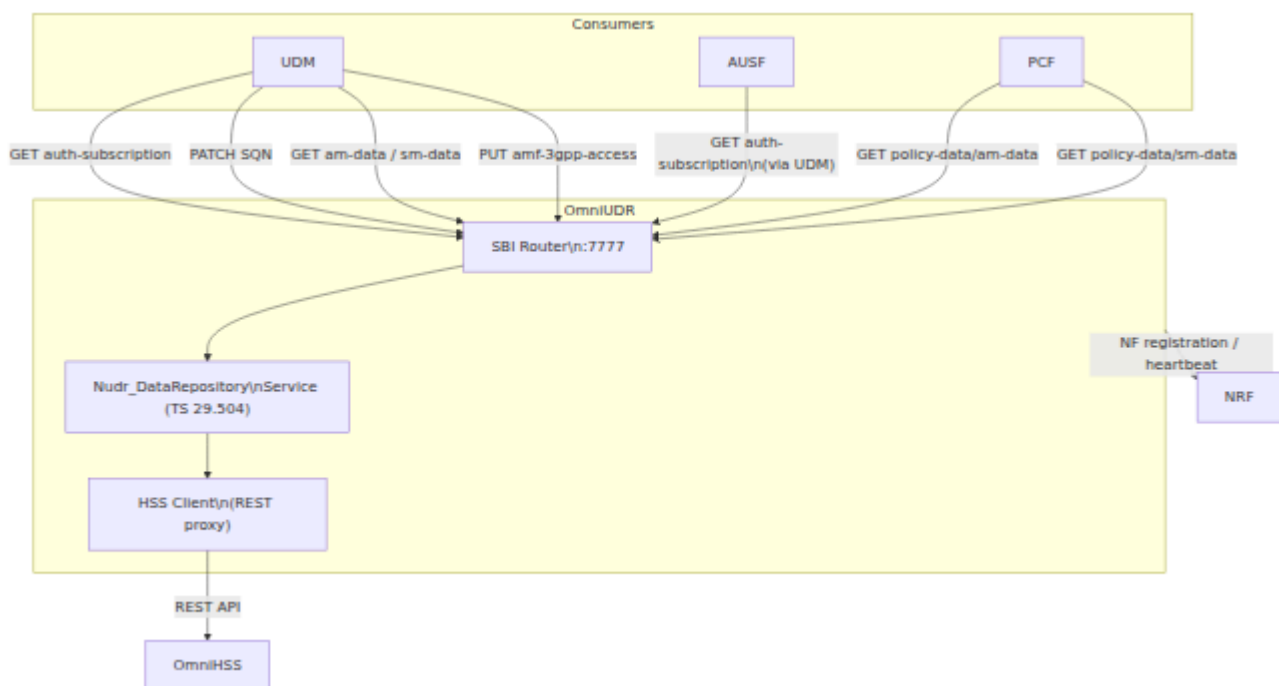 Consumers
UDM
AUSF
PCF
GET auth-subscription
PATCH SQN
GET am-data / sm-data
PUT amf-3gpp-access
GET auth-
subscription\n(via UDM)
GET policy-data/am-data
GET policy-data/sm-data
OmniUDR
SBI Router\n:7777
NF registration /
heartbeat
Nudr_DataRepository\nService
(TS 29.504)
NRF
HSS Client\n(REST
proxy)
REST API
OmniHSS